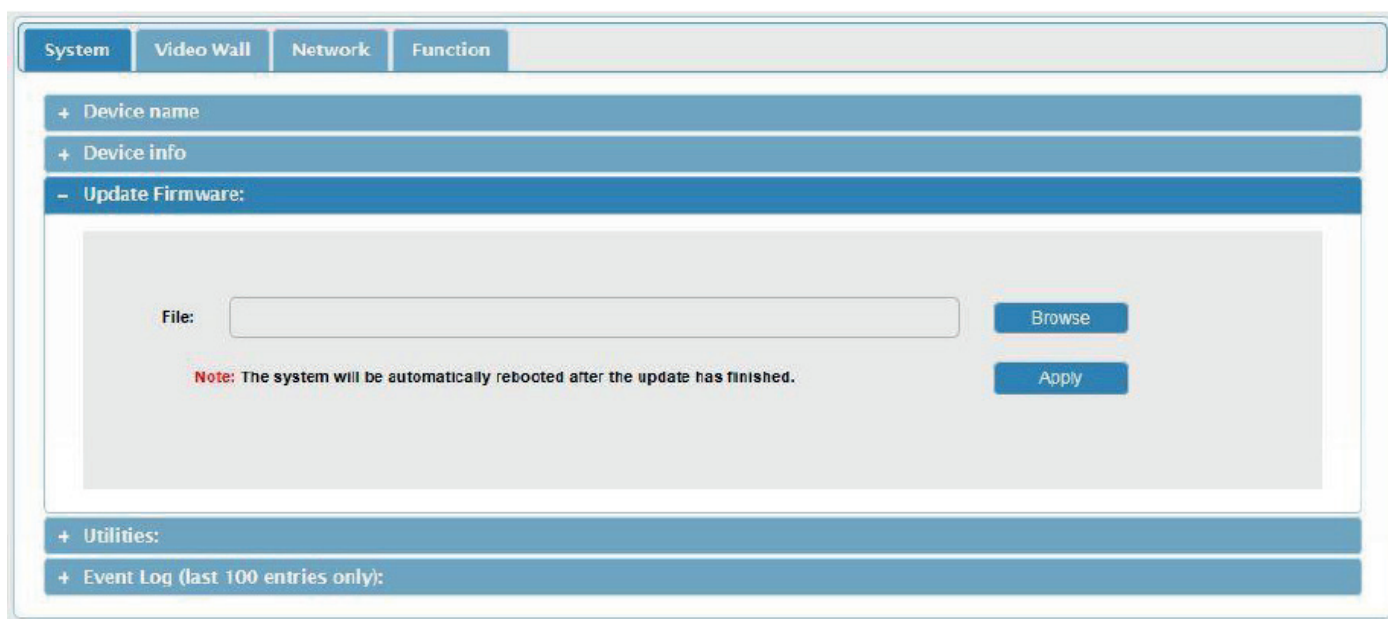 System Video Wall Network Function
+ Device name
+ Device info
– Update Firmware:
File: Browse
Note: The system will be automatically rebooted after the update has finished. Apply
+ Utilities:
+ Event Log (last 100 entries only):